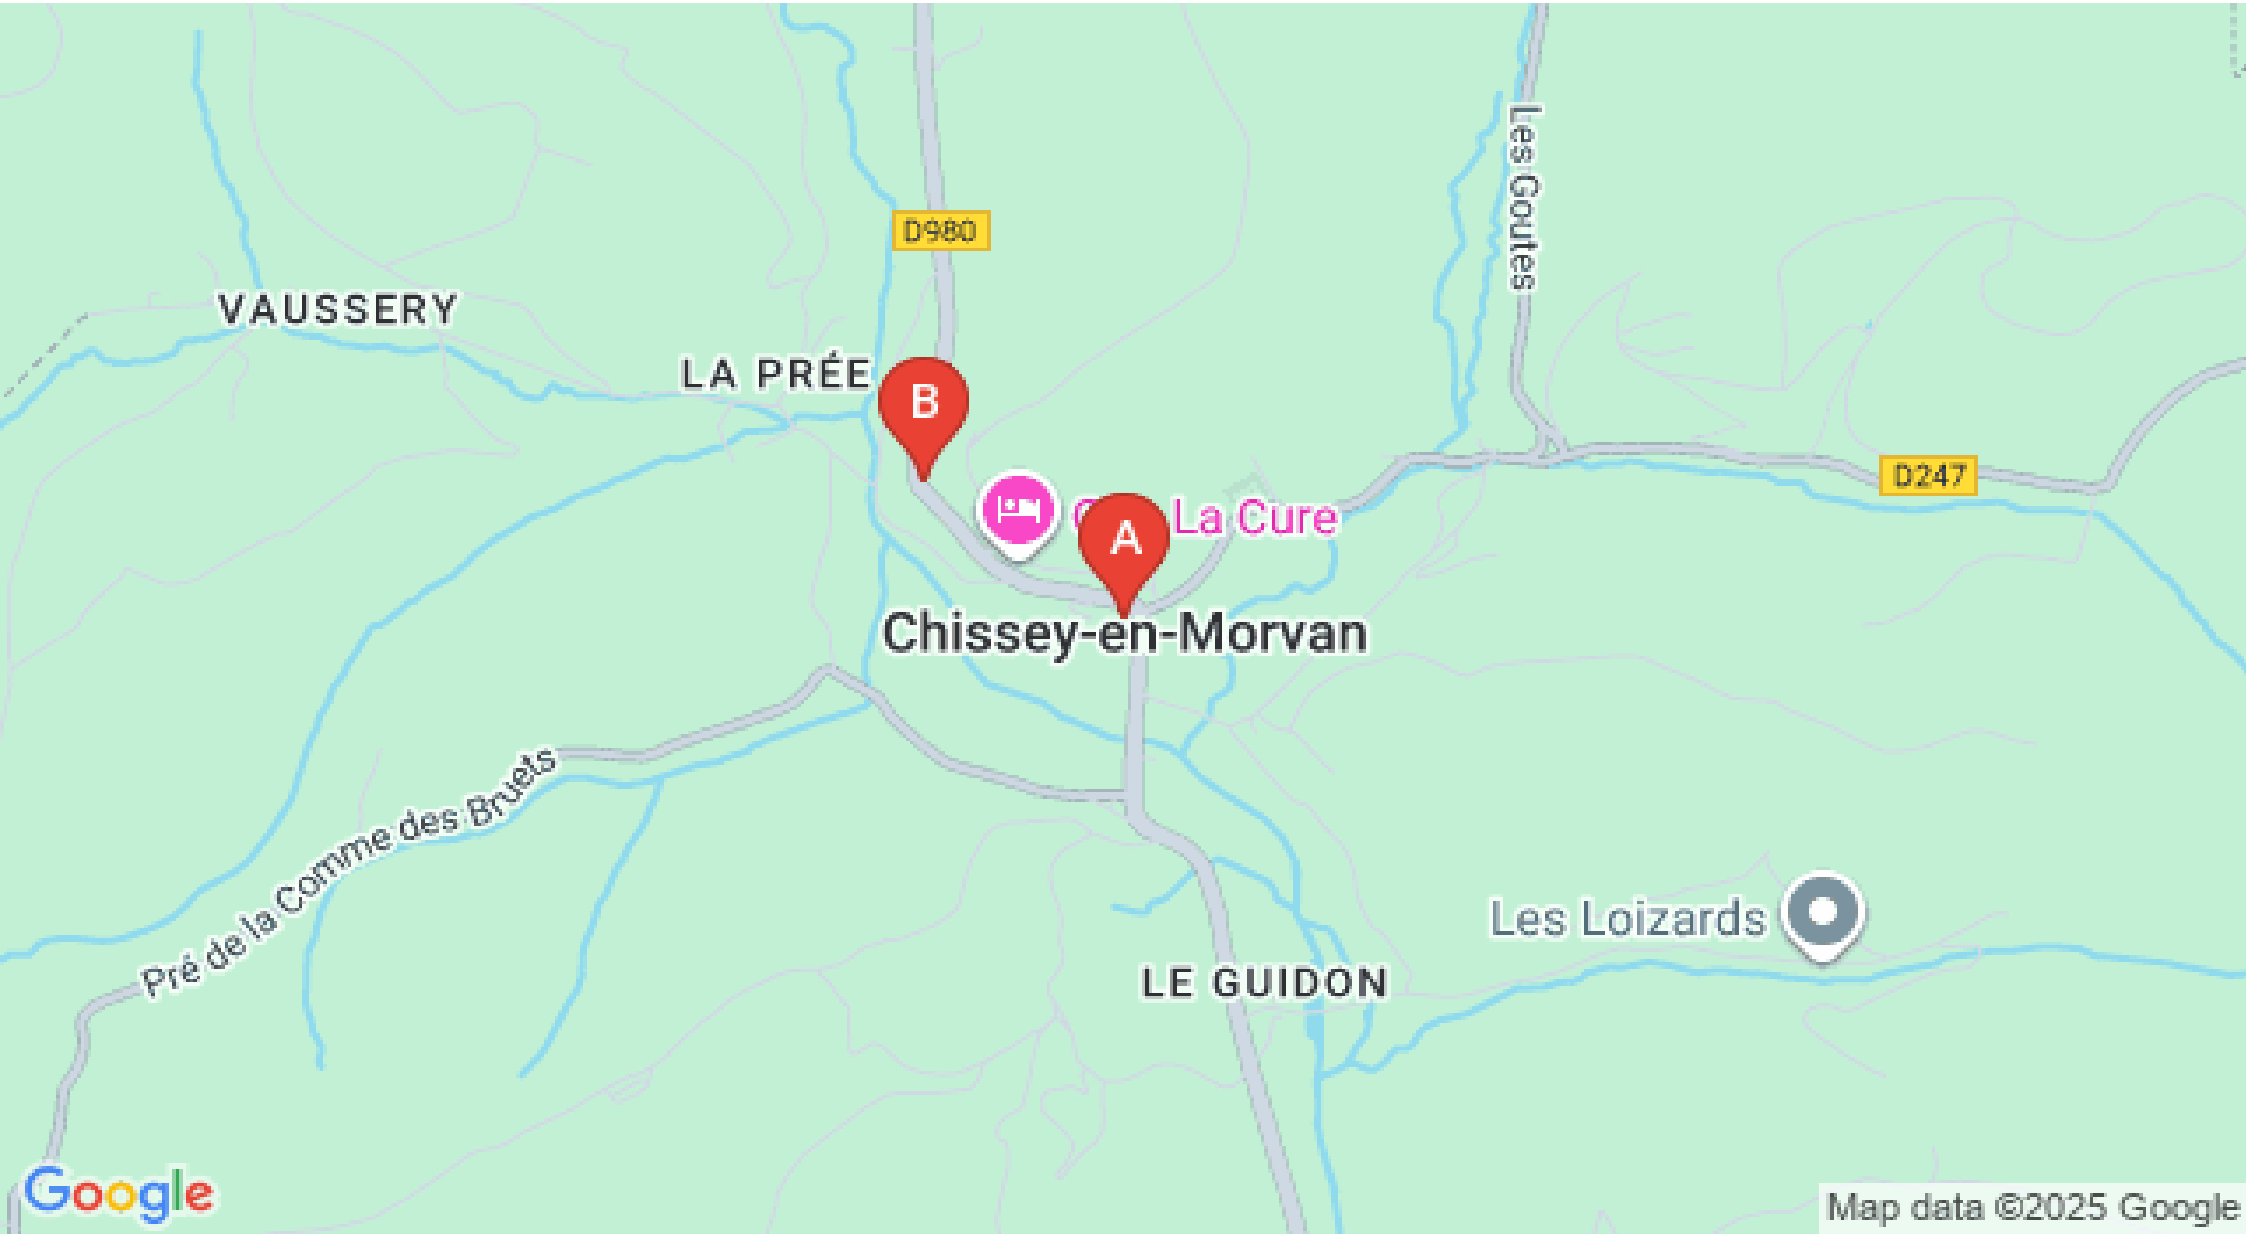 Les Goutes
D980
VAUSSERY
LA PRÉE
B
D247
La Cure
A
Chissey-en-Morvan
Pré de la Comme des Bruets
Les Loizards
LE GUIDON
Google
Map data ©2025 Google